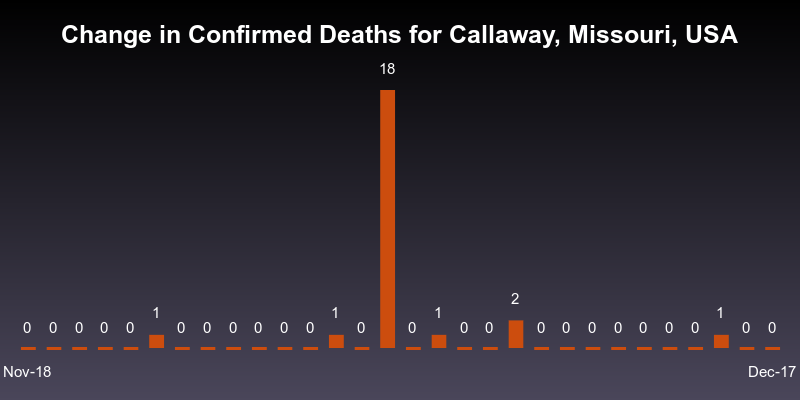 Change in Confirmed Deaths for Callaway, Missouri, USA
18
2
1 1 1 1
0 0 0 0 0 0 0 0 0 0 0 0 0 0 0 0 0 0 0 0 0 0 0 0
Nov-18 Dec-17